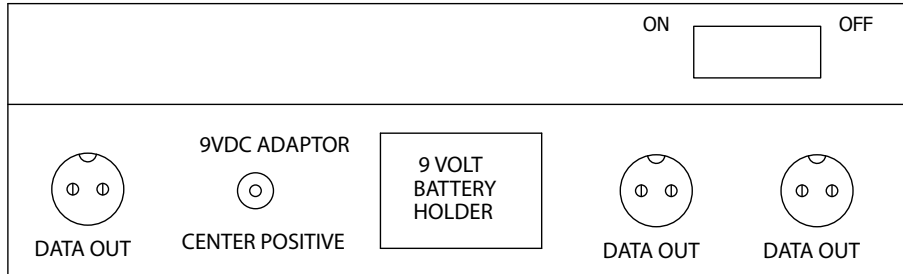 ON OFF
9VDC ADAPTOR
9 VOLT
BATTERY
HOLDER
DATA OUT
CENTER POSITIVE
DATA OUT
DATA OUT